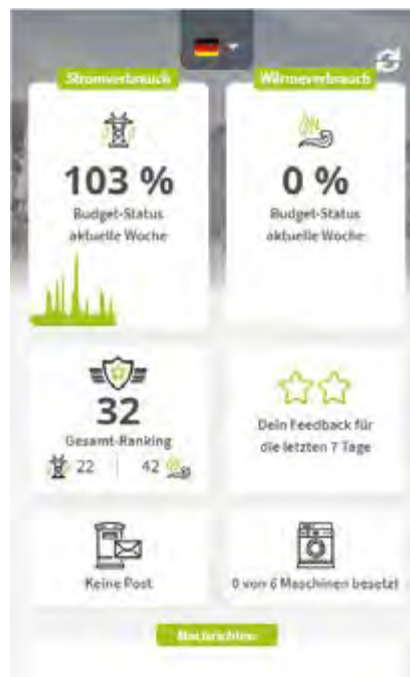 Stromverbrauch
Wärmeverbrauch
103 %
Budget-Status
aktuelle Woche
0 %
Budget-Status
aktuelle Woche
32
Gesamt-Ranking
22
42
Dein Feedback für
die letzten 7 Tage
Keine Post
0 von 6 Maschinen besetzt
Nachrichten